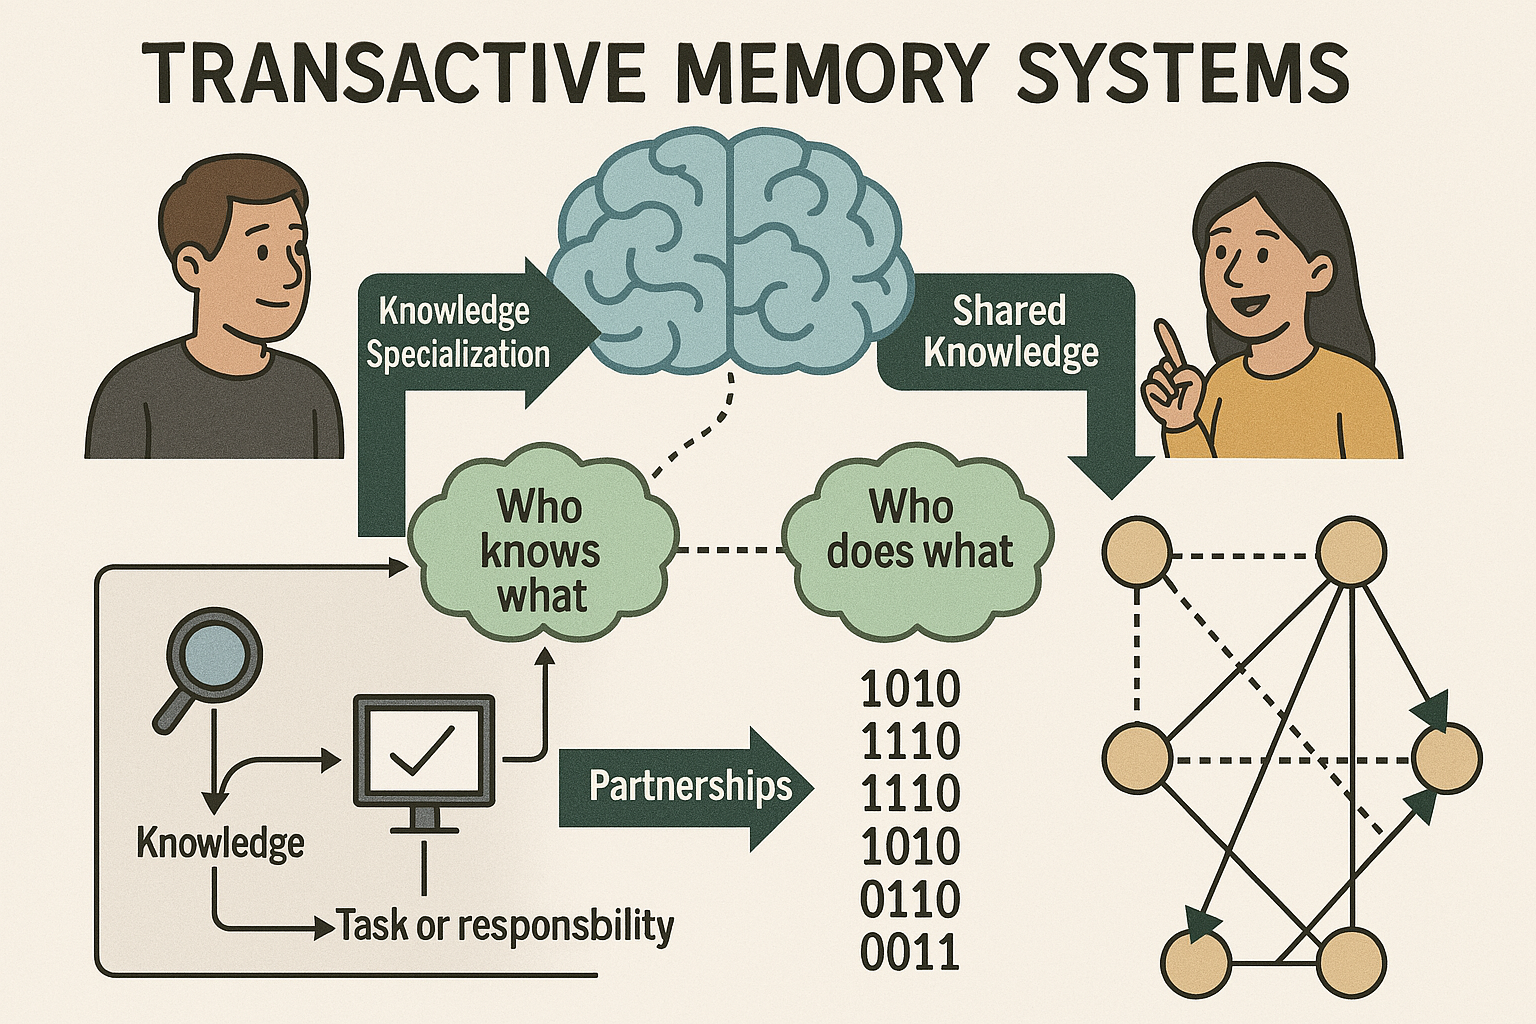 TRANSACTIVE MEMORY SYSTEMS
Knowledge
Specialization
Shared
Knowledge
Who
knows
what
Who
does what
Knowledge
Task or responsbility
Partnerships
1010
1110
1110
1010
0110
0011